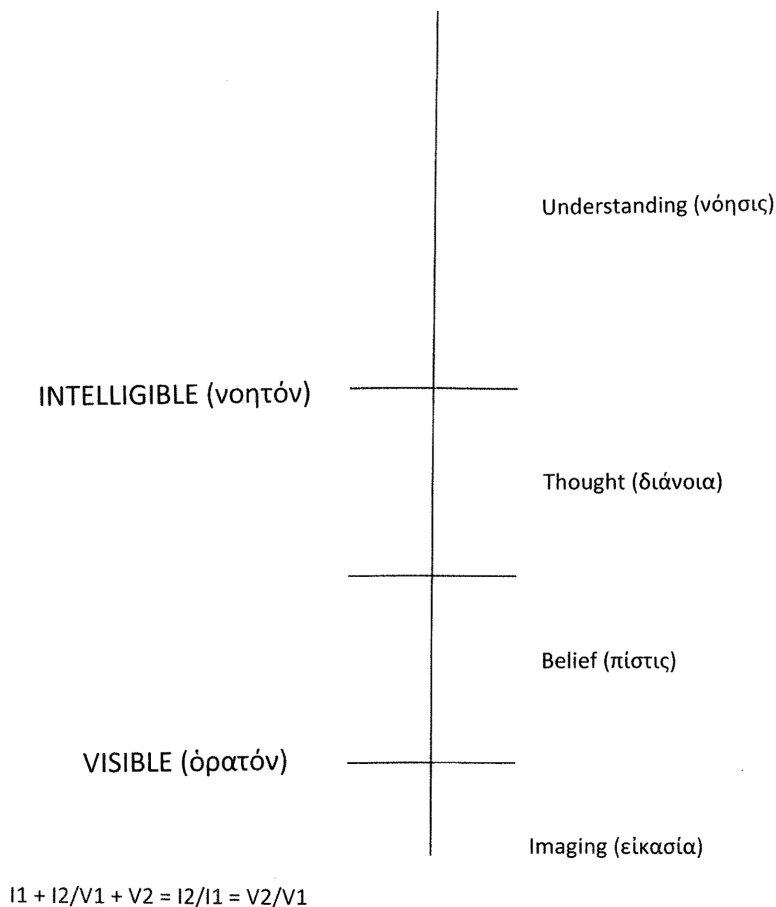 Understanding (νόησις)
INTELLIGIBLE (νοητόν)
Thought (διάνοια)
Belief (πίστις)
VISIBLE (ὁρατόν)
Imaging (εἰκασία)
I1 + I2/V1 + V2 = I2/I1 = V2/V1